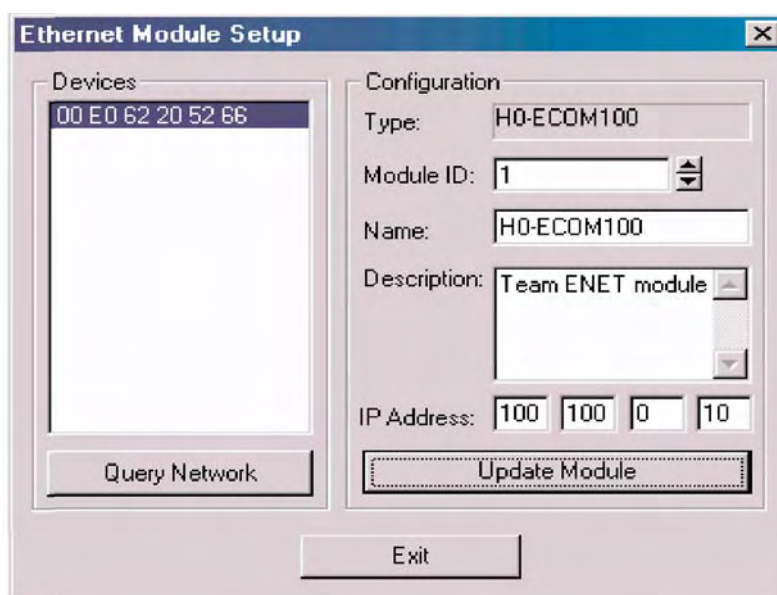 Ethernet Module Setup
Devices
00 E0 62 20 52 66
Query Network
Configuration
Type: H0-ECOM100
Module ID: 1
Name: H0-ECOM100
Description: Team ENET module
IP Address: 100 100 0 10
Update Module
Exit